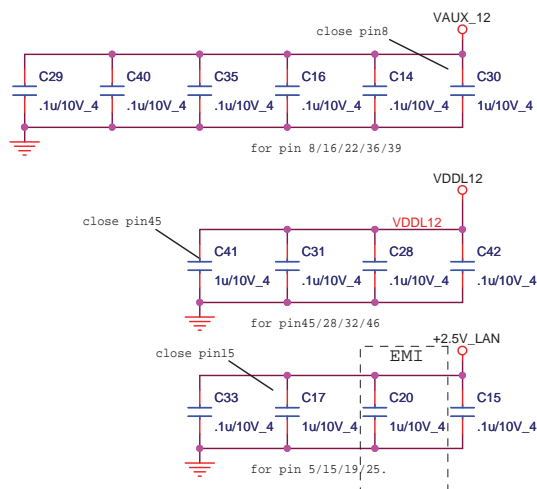 VAUX_12
close pin8
C29 C40 C35 C16 C14 C30
.1u/10V_4 .1u/10V_4 .1u/10V_4 .1u/10V_4 .1u/10V_4 1u/10V_4
for pin 8/16/22/36/39
VDDL12
close pin45
VDDL12
C41 C31 C28 C42
1u/10V_4 .1u/10V_4 .1u/10V_4 .1u/10V_4
for pin45/28/32/46
+2.5V_LAN
close pin15
EMI
C33 C17 C20 C15
.1u/10V_4 1u/10V_4 1u/10V_4 .1u/10V_4
for pin 5/15/19/25.